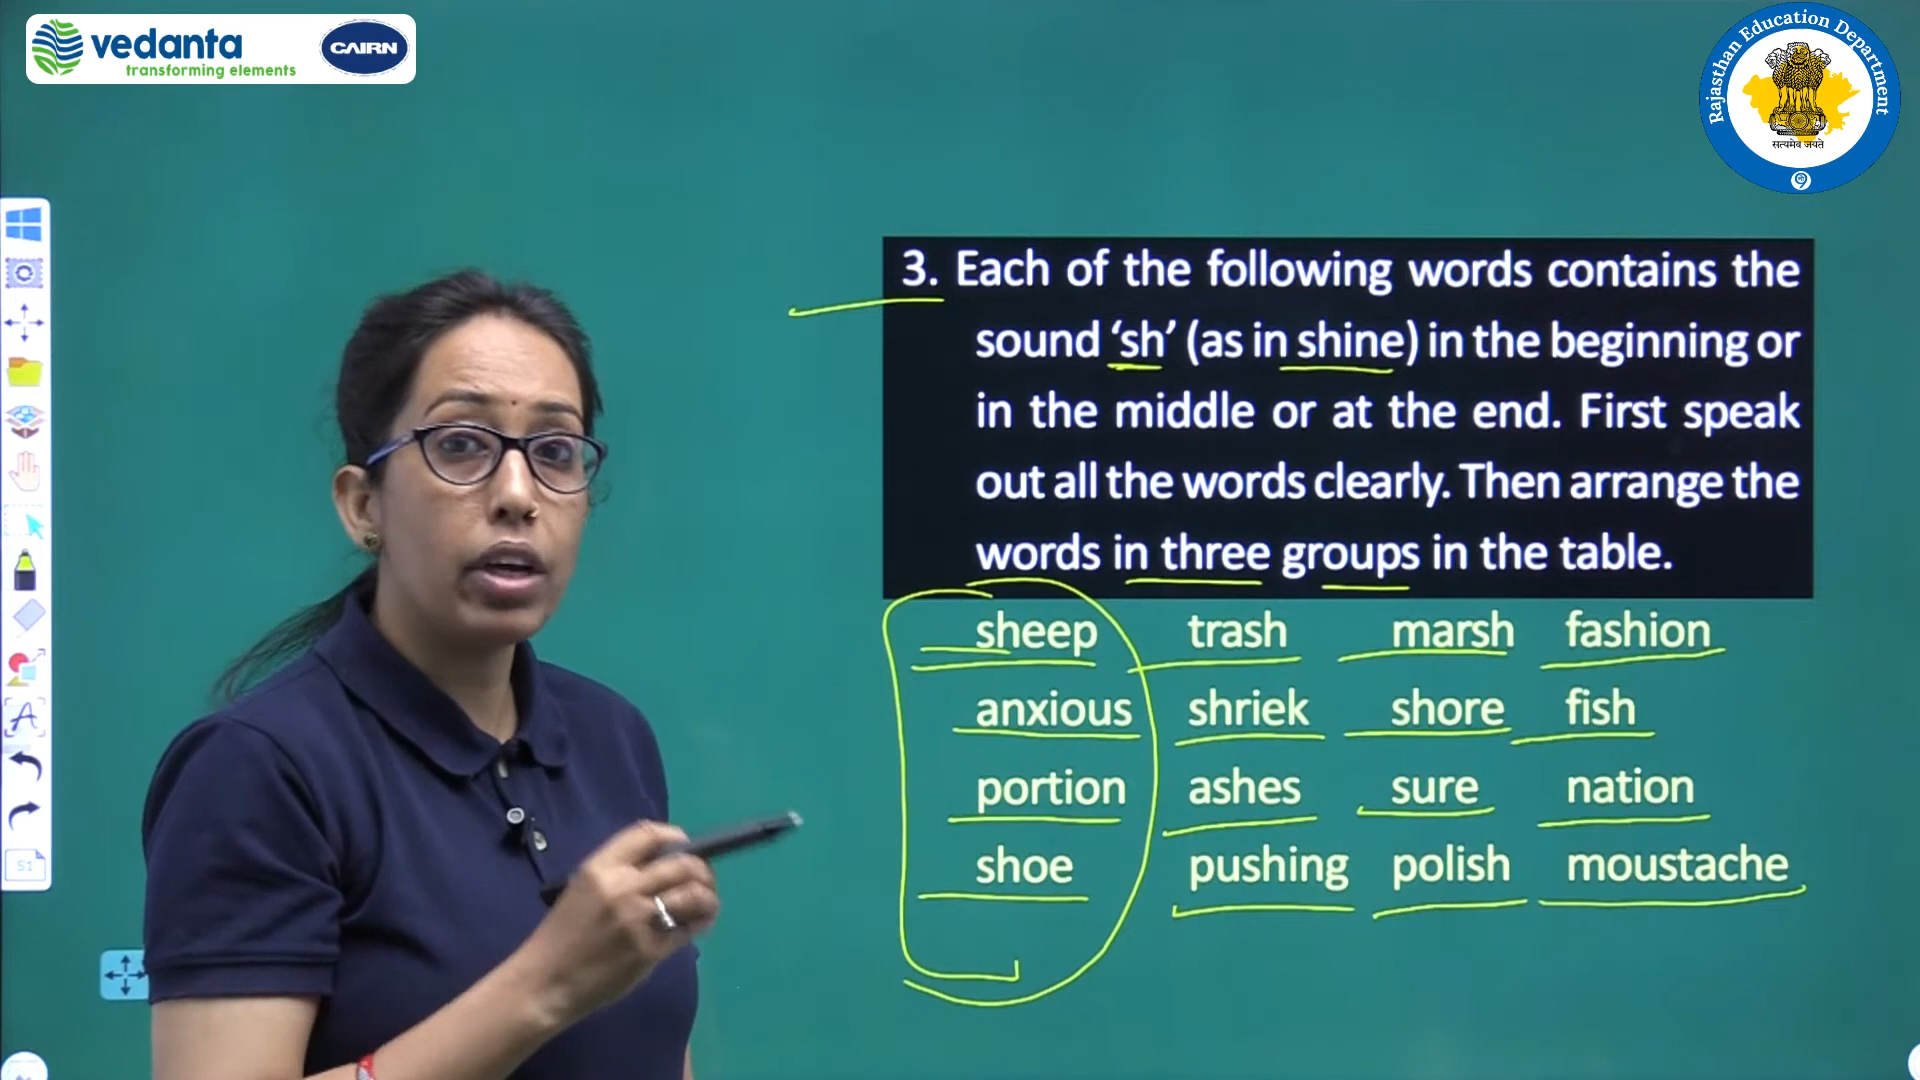 vedanta
transforming elements
CAIRN
Rajasthan Education Department
सत्यमेव जयते
3. Each of the following words contains the
sound ‘sh’ (as in shine) in the beginning or
in the middle or at the end. First speak
out all the words clearly. Then arrange the
words in three groups in the table.
sheep trash marsh fashion
anxious shriek shore fish
portion ashes sure nation
shoe pushing polish moustache
51